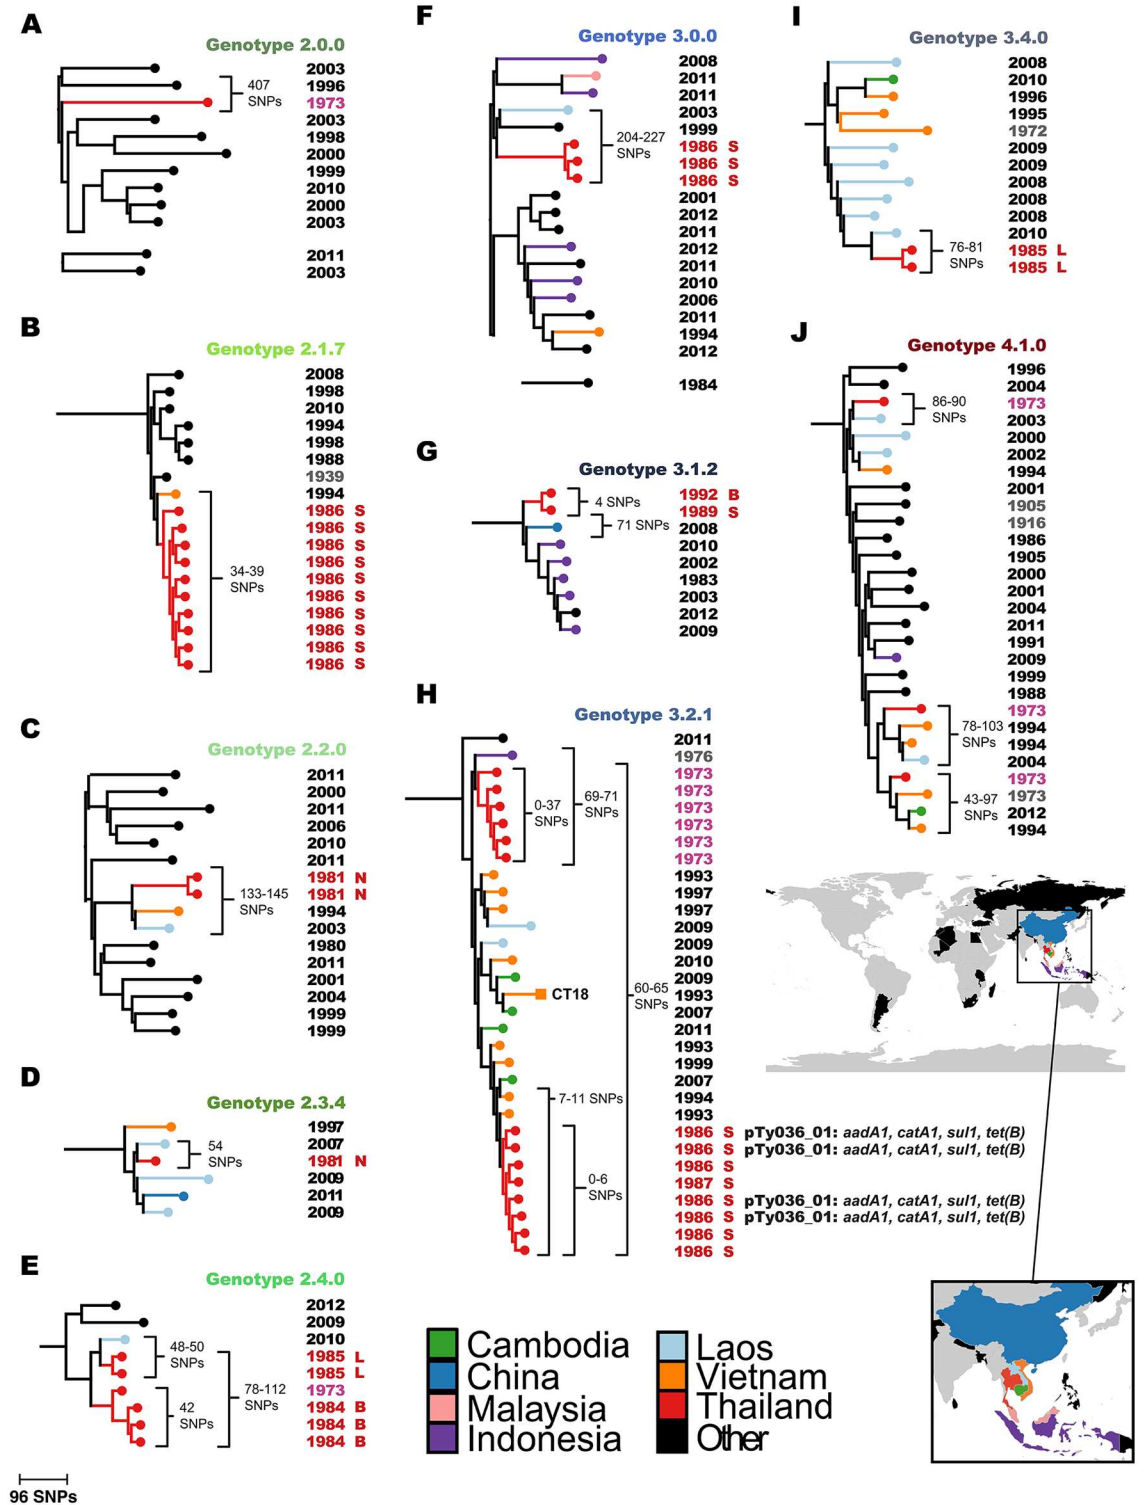 A
Genotype 2.0.0
2003
1996
1973
2003
1998
2000
1999
2010
2000
2003
2011
2003
407
SNPs
B
Genotype 2.1.7
2008
1998
2010
1994
1998
1988
1939
1994
1986 S
1986 S
1986 S
1986 S
1986 S
1986 S
1986 S
1986 S
1986 S
1986 S
34-39
SNPs
C
Genotype 2.2.0
2011
2000
2011
2006
2010
2011
1981 N
1981 N
1994
2003
1980
2011
2001
2004
1999
1999
133-145
SNPs
D
Genotype 2.3.4
1997
2007
1981 N
2009
2011
2009
54
SNPs
E
Genotype 2.4.0
2012
2009
2010
1985 L
1985 L
1973
1984 B
1984 B
1984 B
48-50
SNPs
42
SNPs
78-112
SNPs
96 SNPs
F
Genotype 3.0.0
2008
2011
2011
2003
1999
1986 S
1986 S
1986 S
2001
2012
2011
2012
2011
2010
2006
2011
1994
2012
1984
204-227
SNPs
G
Genotype 3.1.2
1992 B
1989 S
2008
2010
2002
1983
2003
2012
2009
4 SNPs
71 SNPs
H
Genotype 3.2.1
2011
1976
1973
1973
1973
1973
1973
1973
1993
1997
1997
2009
2009
2010
2009
1993
2007
2011
1993
1999
2007
1994
1993
1986 S pTy036_01: aadA1, catA1, sul1, tet(B)
1986 S pTy036_01: aadA1, catA1, sul1, tet(B)
1986 S
1987 S
1986 S pTy036_01: aadA1, catA1, sul1, tet(B)
1986 S pTy036_01: aadA1, catA1, sul1, tet(B)
1986 S
1986 S
0-37
SNPs
69-71
SNPs
CT18
60-65
SNPs
7-11 SNPs
0-6
SNPs
I
Genotype 3.4.0
2008
2010
1996
1995
1972
2009
2009
2008
2008
2008
2010
1985 L
1985 L
76-81
SNPs
J
Genotype 4.1.0
1996
2004
1973
2003
2000
2002
1994
2001
1905
1916
1986
1905
2000
2001
2004
2011
1991
2009
1999
1988
1973
1994
1994
2004
1973
1973
2012
1994
86-90
SNPs
78-103
SNPs
43-97
SNPs
Cambodia
China
Malaysia
Indonesia
Laos
Vietnam
Thailand
Other